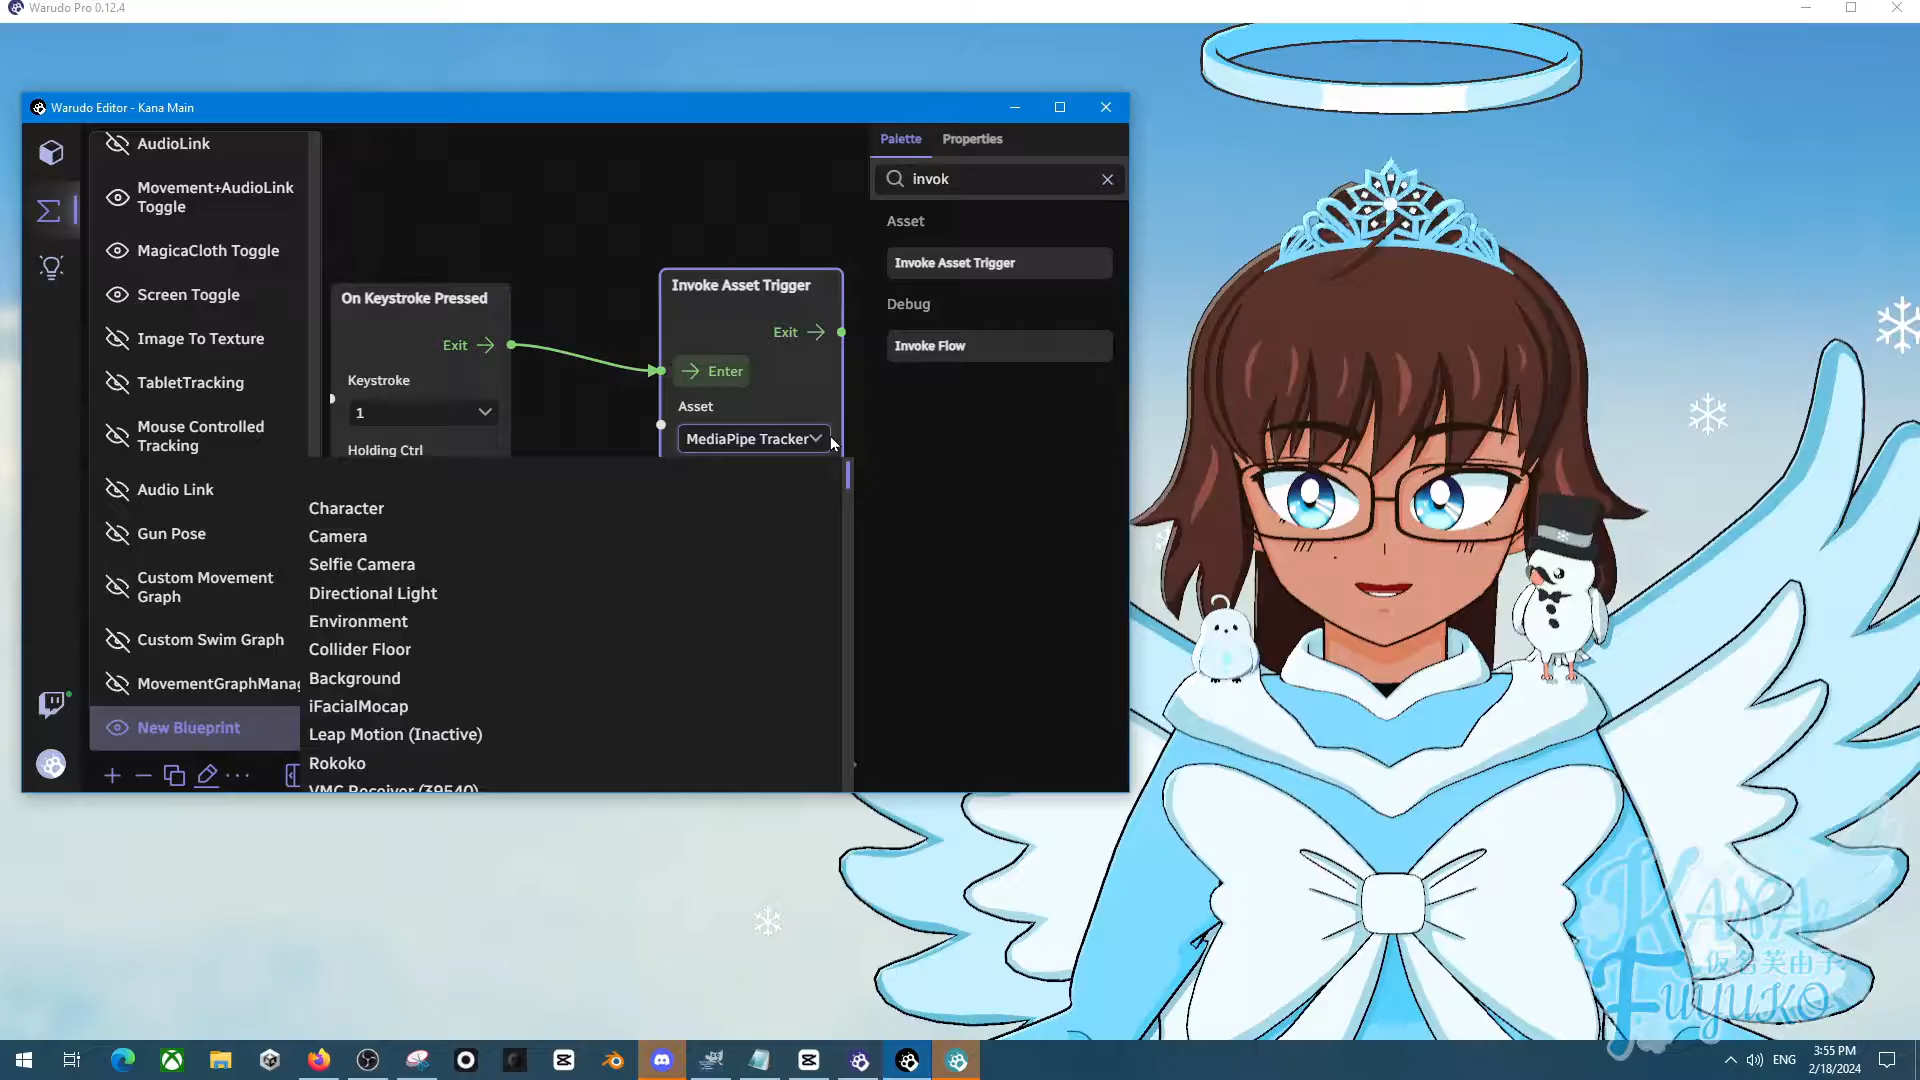 Warudo Pro 0.12.4
Warudo Editor - Kana Main
AudioLink
Movement+AudioLink
Toggle
MagicaCloth Toggle
Screen Toggle
Image To Texture
TabletTracking
Mouse Controlled
Tracking
Audio Link
Gun Pose
Custom Movement
Graph
Custom Swim Graph
MovementGraphManag
New Blueprint
On Keystroke Pressed
Exit
Keystroke
1
Holding Ctrl
Invoke Asset Trigger
Exit
Enter
Asset
MediaPipe Tracker
Character
Camera
Selfie Camera
Directional Light
Environment
Collider Floor
Background
iFacialMocap
Leap Motion (Inactive)
Rokoko
VMC Receiver (39540)
Palette
Properties
invok
Asset
Invoke Asset Trigger
Debug
Invoke Flow
KANA
仮名芙由子
FUYUKO
ENG
3:55 PM
2/18/2024